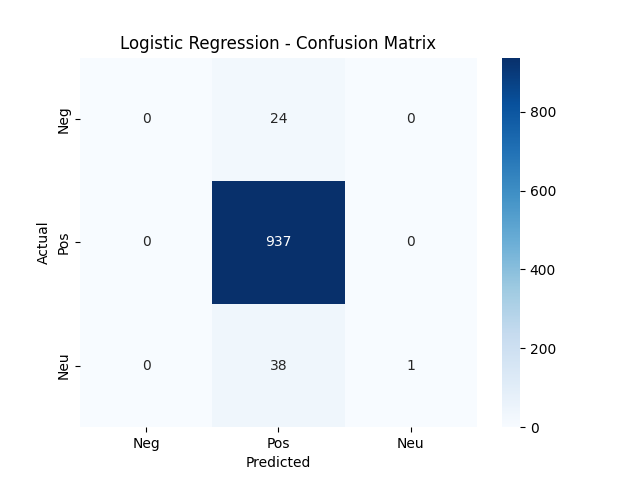 Logistic Regression - Confusion Matrix
Neg 0 24 0
Pos 0 937 0
Neu 0 38 1
Actual
Neg Pos Neu
Predicted
800
600
400
200
0